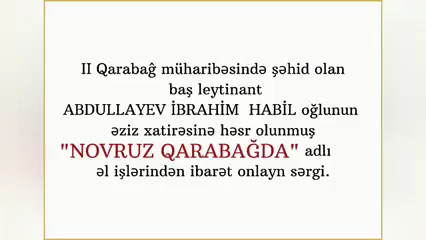 II Qarabağ müharibəsində şəhid olan
baş leytinant
ABDULLAYEV İBRAHİM HABİL oğlunun
əziz xatirəsinə həsr olunmuş
"NOVRUZ QARABAĞDA" adlı
əl işlərindən ibarət onlayn sərgi.